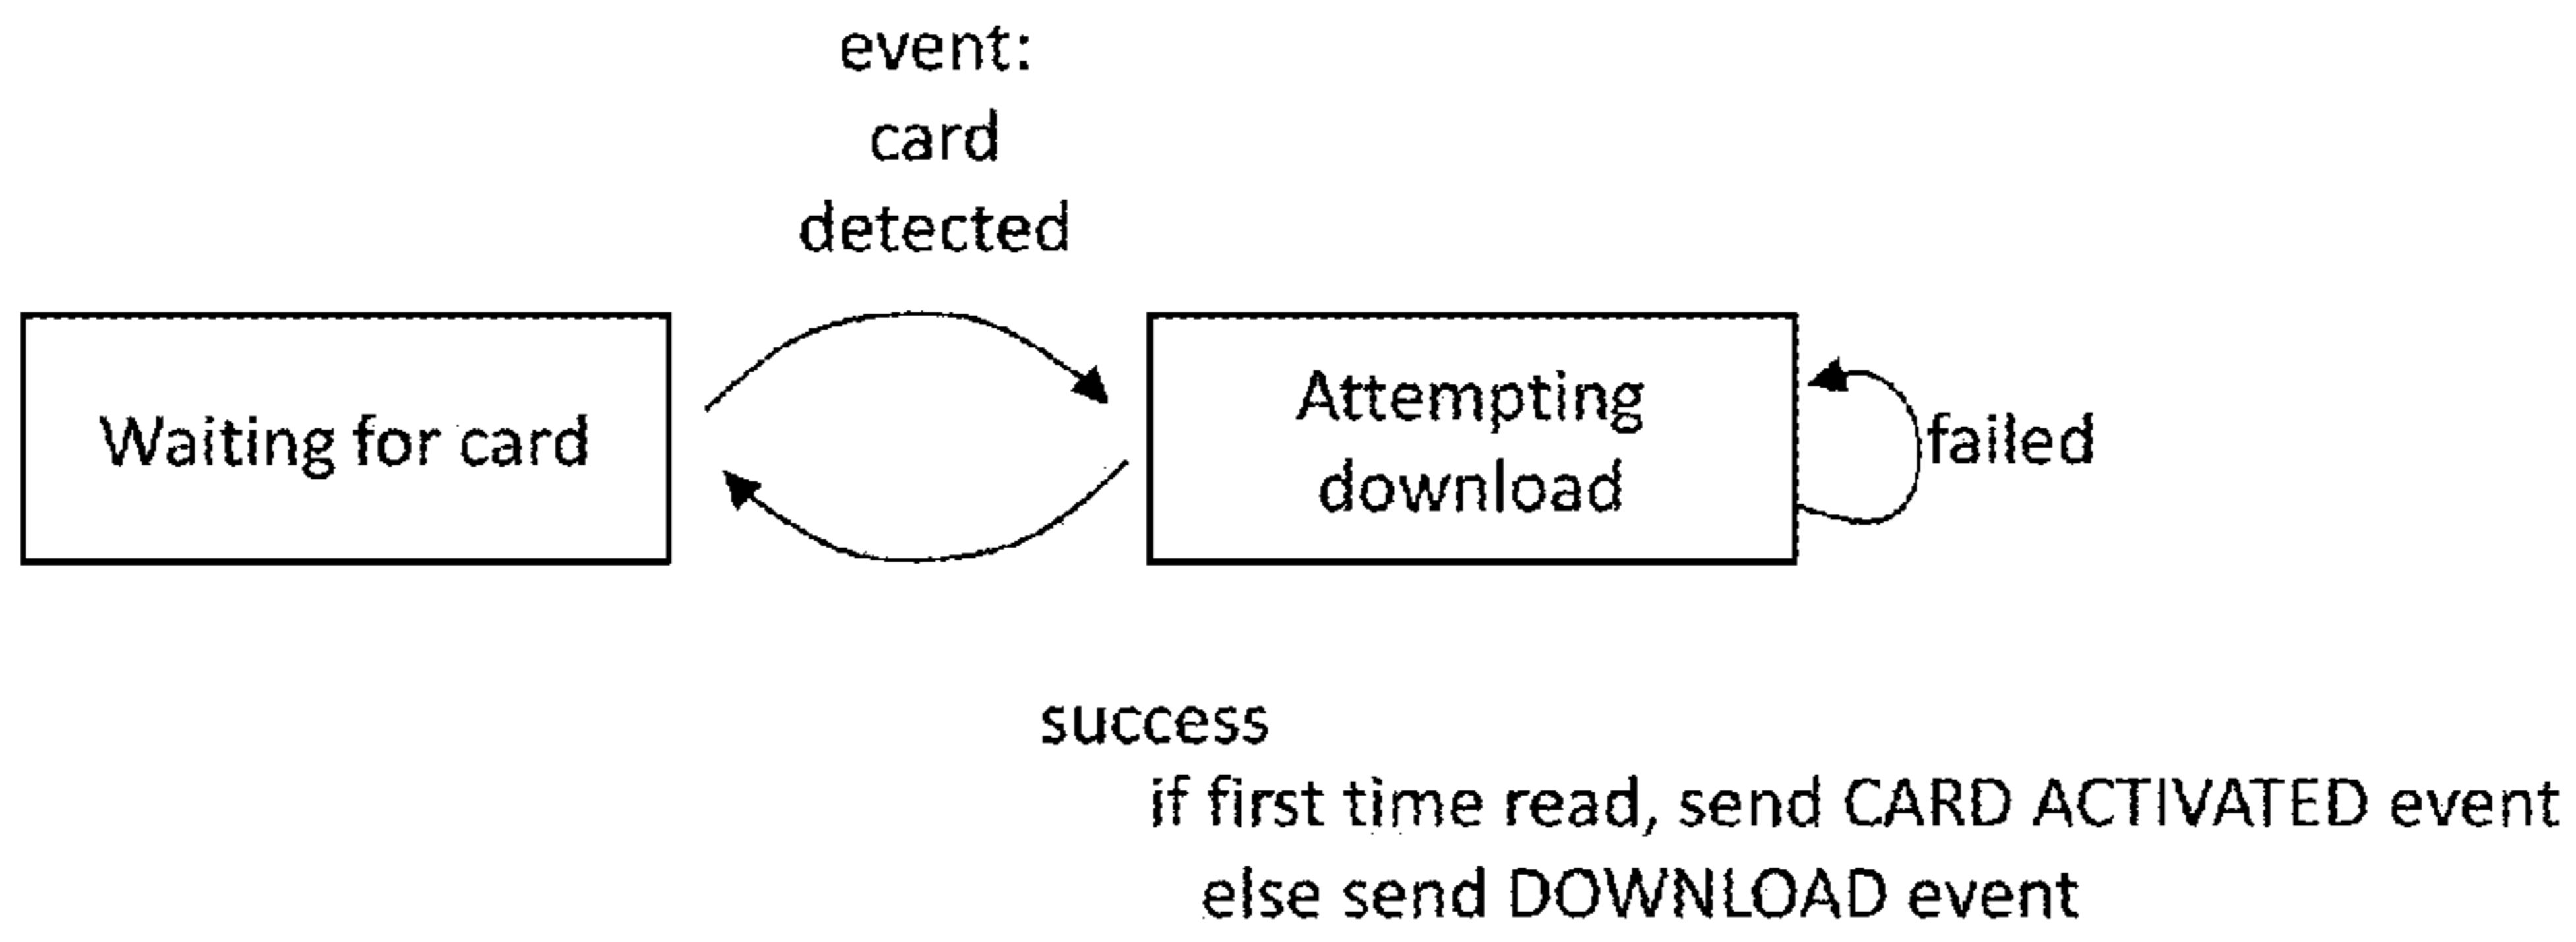 event:
card
detected
Waiting for card
Attempting
download
failed
success
if first time read, send CARD ACTIVATED event
else send DOWNLOAD event